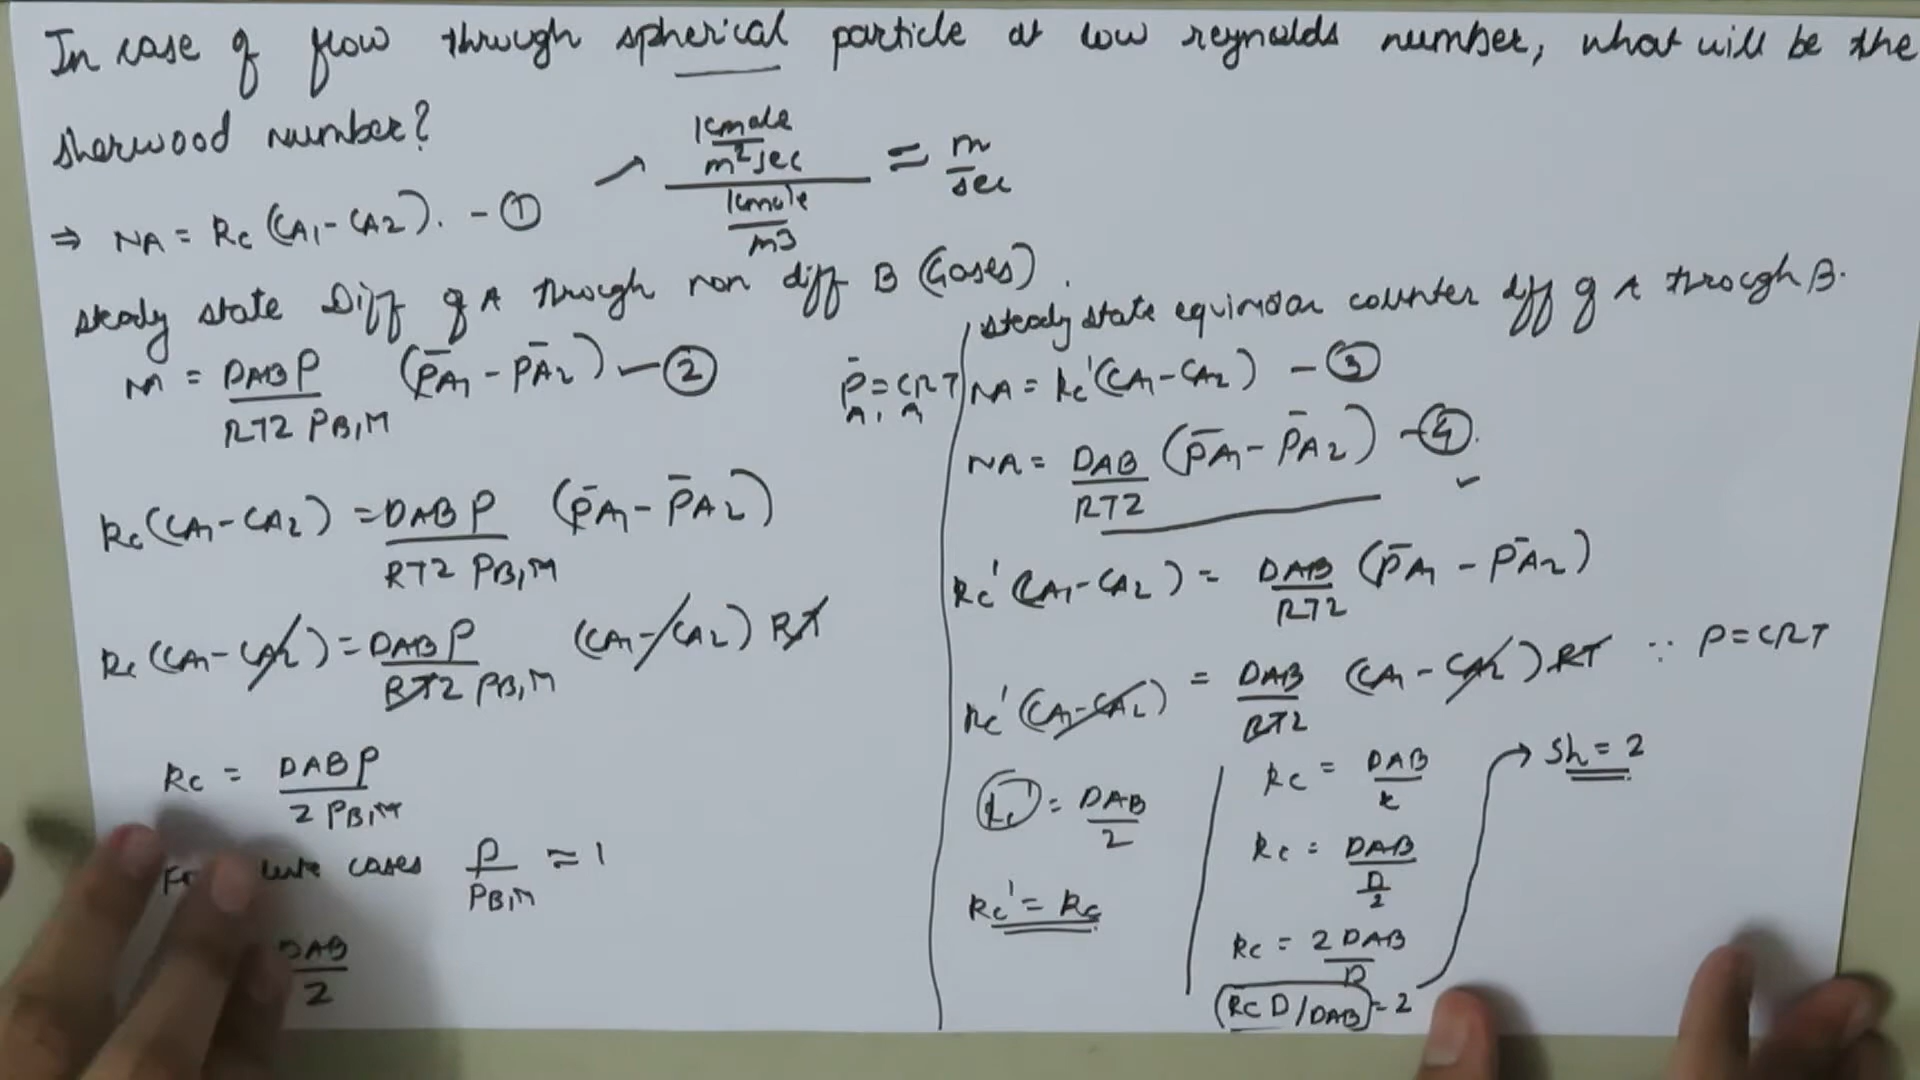 In case of flow through spherical particle at low reynolds number, what will be the
sherwood number?
⇒ NA = Kc (CA1 - CA2). - ①
kmole/m²sec / kmole/m3 = m/sec
steady state Diff of A through non diff B (Gases).
NA = DAB P / RTZ PB,M (p̄A1 - p̄A2) - ②
p̄A = CA RT
Kc (CA1 - CA2) = DAB P / RTZ PB,M (p̄A1 - p̄A2)
Kc (CA1 - CA2) = DAB P / RTZ PB,M (CA1 - CA2) RT
Kc = DAB P / Z PB,M
cases P / PB,M ≈ 1
DAB / Z
steady state equimolar counter diff of A through B.
NA = Kc' (CA1 - CA2) - ③
NA = DAB / RTZ (p̄A1 - p̄A2) - ④.
Kc' (CA1 - CA2) = DAB / RTZ (p̄A1 - p̄A2)
Kc' (CA1 - CA2) = DAB / RTZ (CA1 - CA2) RT ∵ P = CRT
Kc' = DAB / Z
Kc' = Kc
Kc = DAB / r
Kc = DAB / D/2
Kc = 2 DAB / D
Kc D / DAB = 2
→ Sh = 2